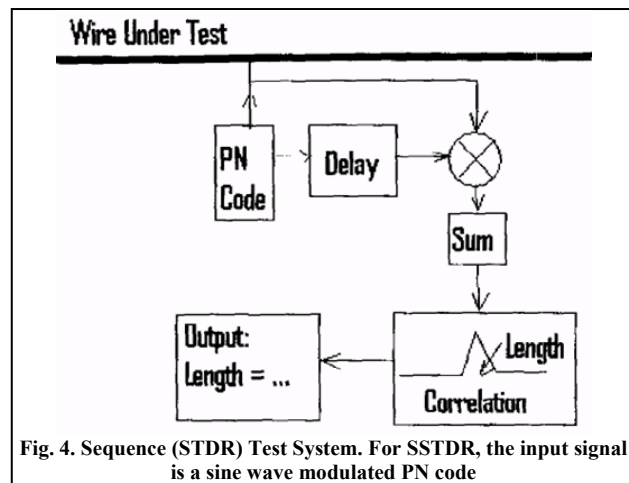 Wire Under Test
PN
Code
Delay
Sum
Output:
Length = ...
Length
Correlation
Fig. 4. Sequence (STDR) Test System. For SSTDR, the input signal
is a sine wave modulated PN code